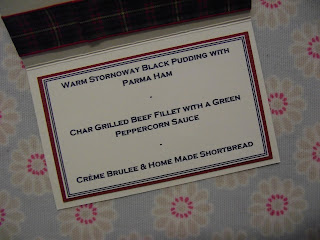 Warm Stornoway Black Pudding with
Parma Ham
-
Char Grilled Beef Fillet with a Green
Peppercorn Sauce
-
Crème Brulee & Home Made Shortbread